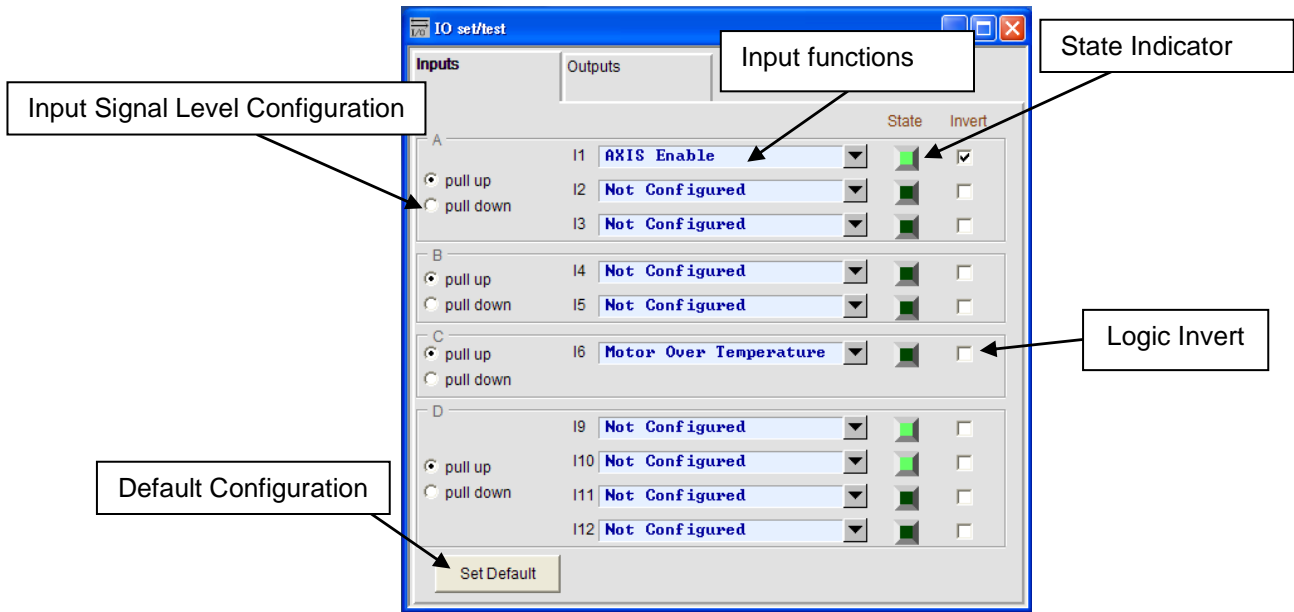 I/O IO set/test
Inputs
Outputs
Input functions
State Indicator
Input Signal Level Configuration
State Invert
A
I1 AXIS Enable
pull up
I2 Not Configured
pull down
I3 Not Configured
B
I4 Not Configured
pull up
pull down
I5 Not Configured
C
pull up
I6 Motor Over Temperature
Logic Invert
pull down
D
I9 Not Configured
pull up
I10 Not Configured
Default Configuration
pull down
I11 Not Configured
I12 Not Configured
Set Default